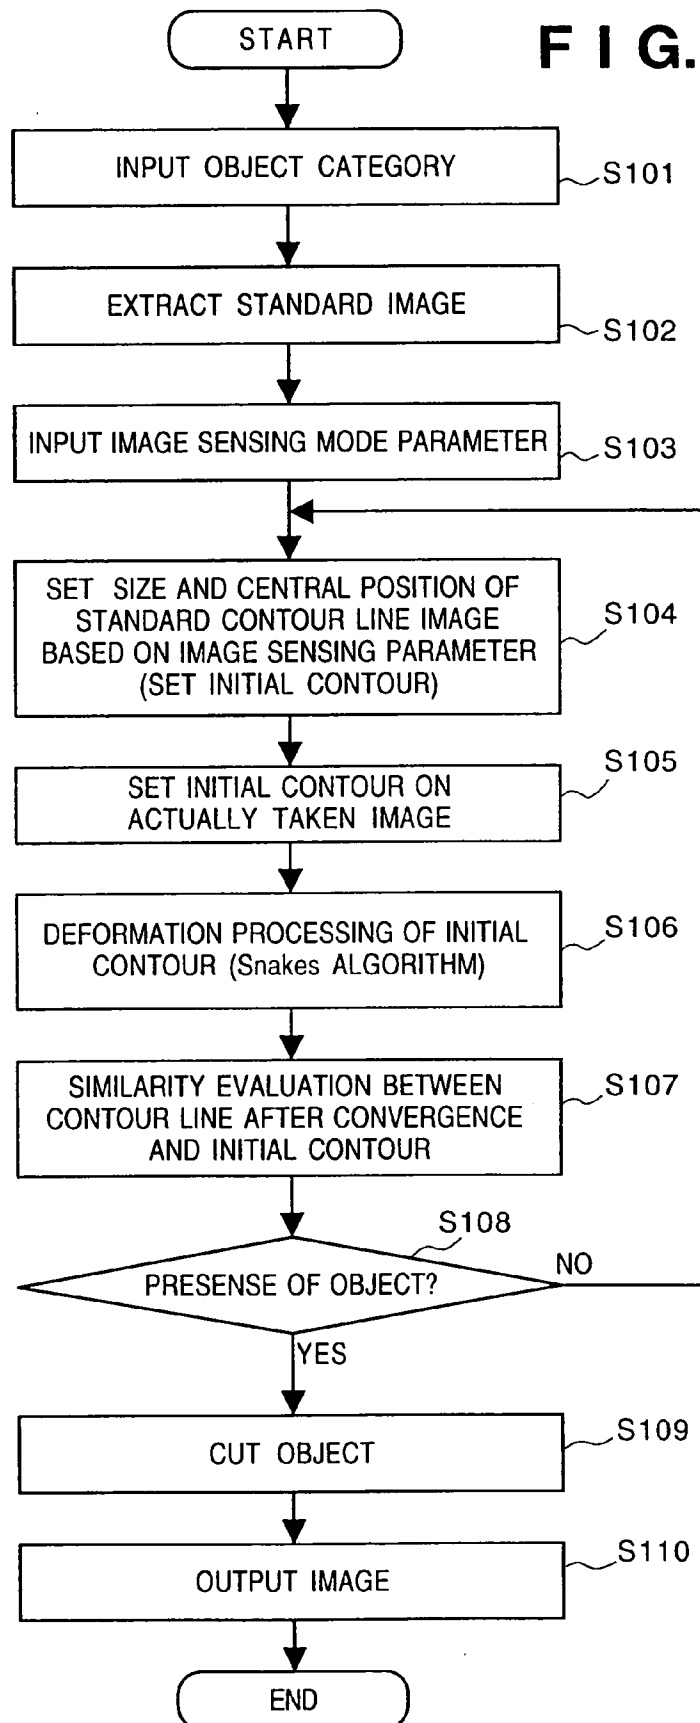 START
FIG.
INPUT OBJECT CATEGORY
S101
EXTRACT STANDARD IMAGE
S102
INPUT IMAGE SENSING MODE PARAMETER
S103
SET SIZE AND CENTRAL POSITION OF
STANDARD CONTOUR LINE IMAGE
BASED ON IMAGE SENSING PARAMETER
(SET INITIAL CONTOUR)
S104
SET INITIAL CONTOUR ON
ACTUALLY TAKEN IMAGE
S105
DEFORMATION PROCESSING OF INITIAL
CONTOUR (Snakes ALGORITHM)
S106
SIMILARITY EVALUATION BETWEEN
CONTOUR LINE AFTER CONVERGENCE
AND INITIAL CONTOUR
S107
S108
PRESENSE OF OBJECT?
NO
YES
CUT OBJECT
S109
OUTPUT IMAGE
S110
END